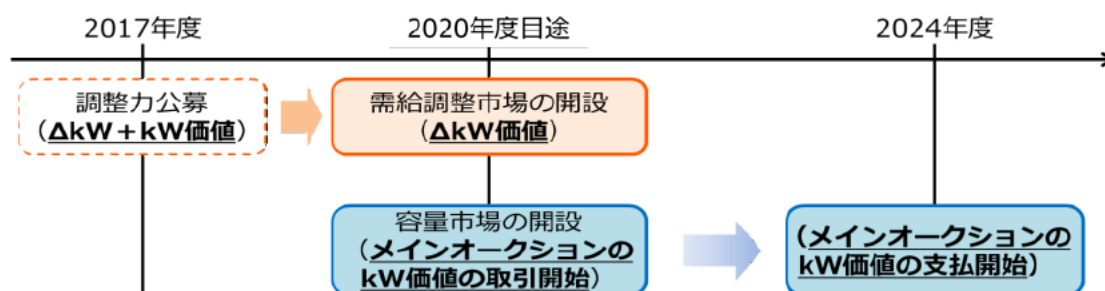 2017年度
2020年度目途
2024年度
調整力公募
(ΔkW+kW価値)
需給調整市場の開設
(ΔkW価値)
容量市場の開設
(メインオークションの
kW価値の取引開始)
(メインオークションの
kW価値の支払開始)